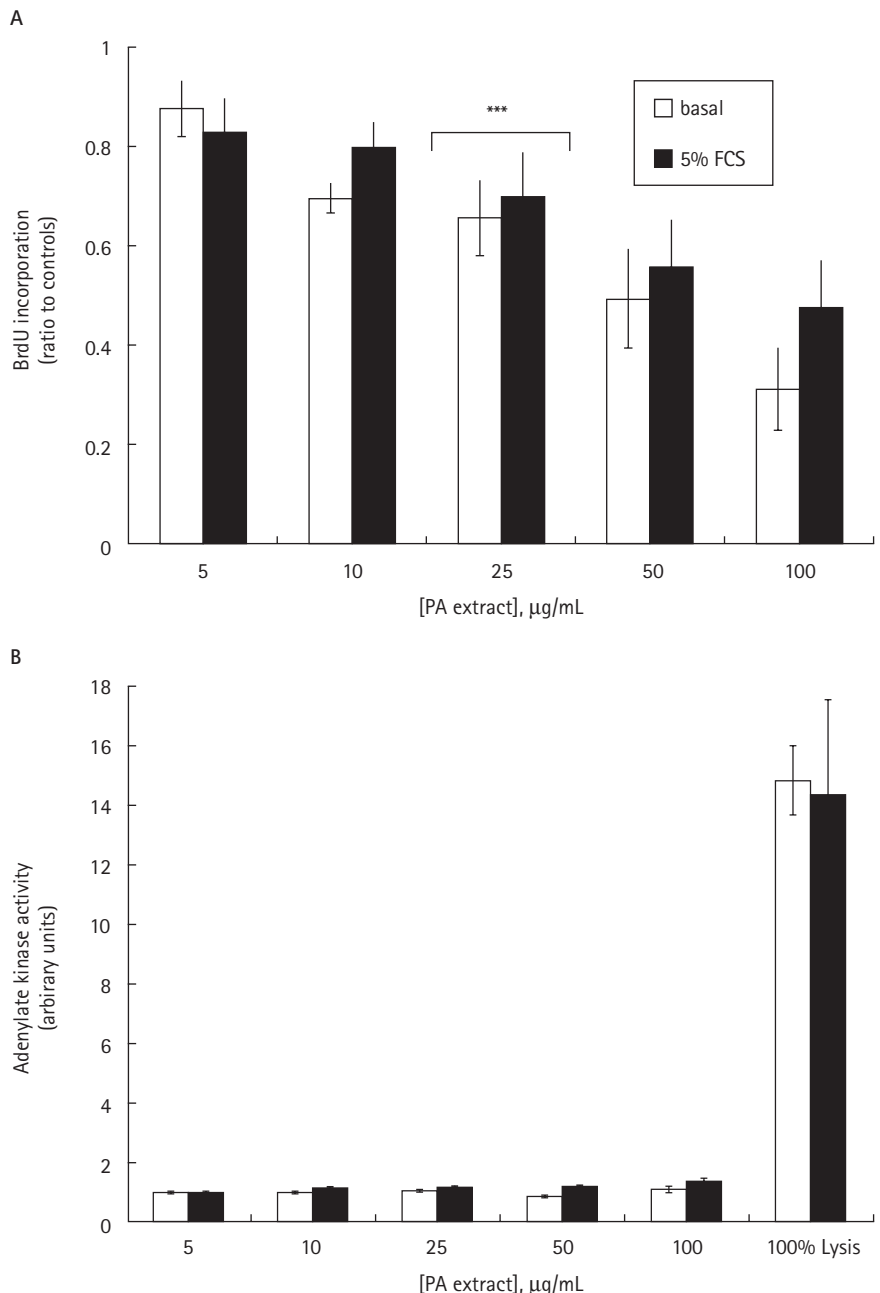 A
1
0.8
0.6
0.4
0.2
0
BrdU incorporation
(ratio to controls)
***
basal
5% FCS
5 10 25 50 100
[PA extract], μg/mL
B
18
16
14
12
10
8
6
4
2
0
Adenylate kinase activity
(arbirary units)
5 10 25 50 100 100% Lysis
[PA extract], μg/mL